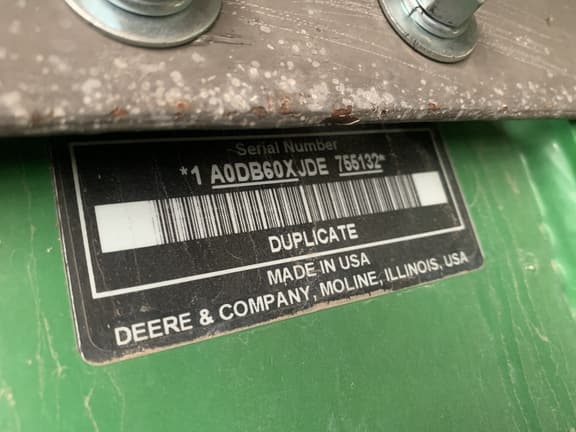 Serial Number
*1 A0DB60XJDE 755132*
DUPLICATE
MADE IN USA
DEERE & COMPANY, MOLINE, ILLINOIS, USA